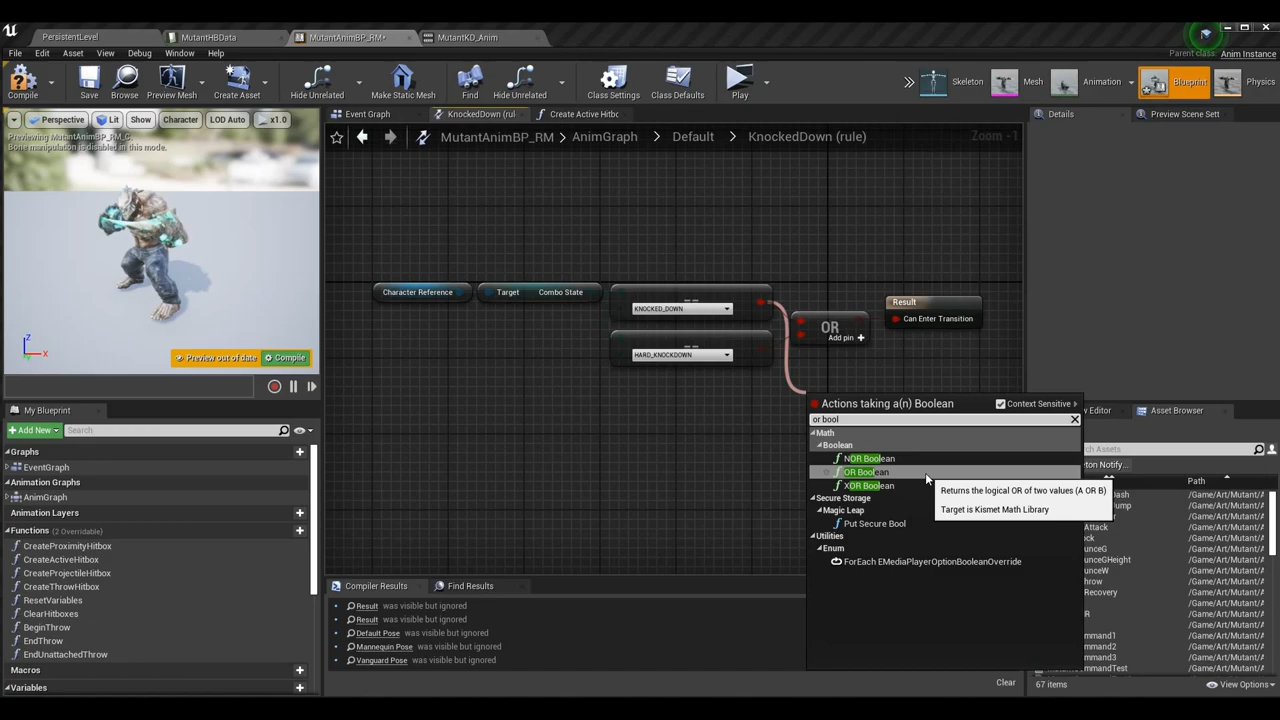 PersistentLevel
MutantHBData
MutantAnimBP_RM*
MutantKD_Anim
Parent class:
Anim Instance
File Edit Asset View Debug Window Help
Compile
Save
Browse
Preview Mesh
Create Asset
Hide Unrelated
Make Static Mesh
Find
Hide Unrelated
Class Settings
Class Defaults
Play
Skeleton
Mesh
Animation
Blueprint
Physics
Perspective
Lit
Show
Character
LOD Auto
x1.0
Previewing MutantAnimBP_RM_C.
Bone manipulation is disabled in this mode.
Z
X
Preview out of date
Compile
Event Graph
KnockedDown (rul
Create Active Hitbo
MutantAnimBP_RM
AnimGraph
Default
KnockedDown (rule)
Zoom -1
Character Reference
Target
Combo State
==
KNOCKED_DOWN
==
HARD_KNOCKDOWN
OR
Add pin
Result
Can Enter Transition
Details
Preview Scene Sett
Actions taking a(n) Boolean
Context Sensitive
or bool
Math
Boolean
NOR Boolean
OR Boolean
XOR Boolean
Secure Storage
Magic Leap
Put Secure Bool
Utilities
Enum
ForEach EMediaPlayerOptionBooleanOverride
Returns the logical OR of two values (A OR B)
Target is Kismet Math Library
My Blueprint
Add New
Search
Graphs
EventGraph
Animation Graphs
AnimGraph
Animation Layers
Functions (2 Overridable)
CreateProximityHitbox
CreateActiveHitbox
CreateProjectileHitbox
CreateThrowHitbox
ResetVariables
ClearHitboxes
BeginThrow
EndThrow
EndUnattachedThrow
Macros
Variables
Compiler Results
Find Results
Result was visible but ignored
Result was visible but ignored
Default Pose was visible but ignored
Mannequin Pose was visible but ignored
Vanguard Pose was visible but ignored
Clear
Asset Browser
Path
67 items
View Options